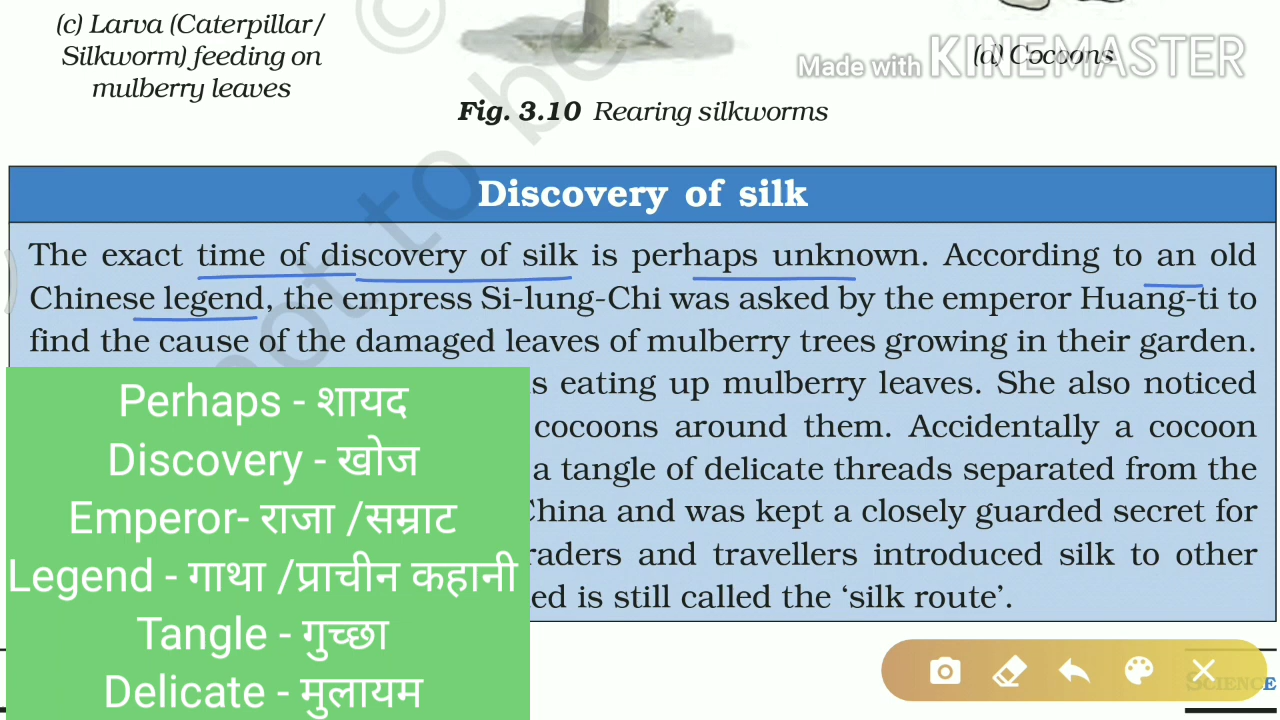 (c) Larva (Caterpillar/
Silkworm) feeding on
mulberry leaves
(d) Cocoons
Made with KINEMASTER
Fig. 3.10 Rearing silkworms
Discovery of silk
The exact time of discovery of silk is perhaps unknown. According to an old
Chinese legend, the empress Si-lung-Chi was asked by the emperor Huang-ti to
find the cause of the damaged leaves of mulberry trees growing in their garden.
eating up mulberry leaves. She also noticed
cocoons around them. Accidentally a cocoon
a tangle of delicate threads separated from the
China and was kept a closely guarded secret for
and travellers introduced silk to other
is still called the ‘silk route’.
Perhaps - शायद
Discovery - खोज
Emperor- राजा /सम्राट
Legend - गाथा /प्राचीन कहानी
Tangle - गुच्छा
Delicate - मुलायम
SCIENCE
not to be
©